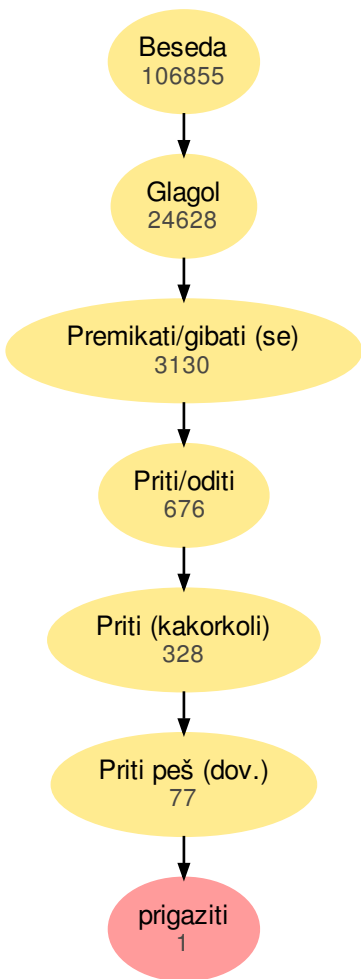 Beseda
106855
Glagol
24628
Premikati/gibati (se)
3130
Priti/oditi
676
Priti (kakorkoli)
328
Priti peš (dov.)
77
prigaziti
1